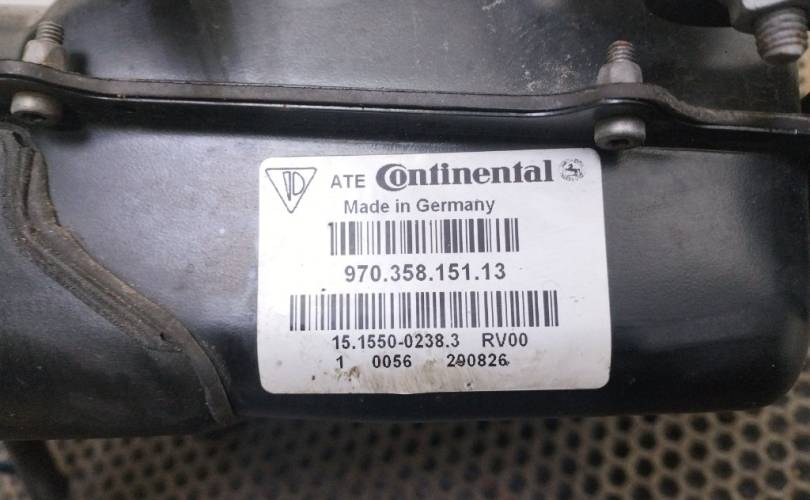 ATE Continental
Made in Germany
970.358.151.13
15.1550-0238.3 RV00
1 0056 290826